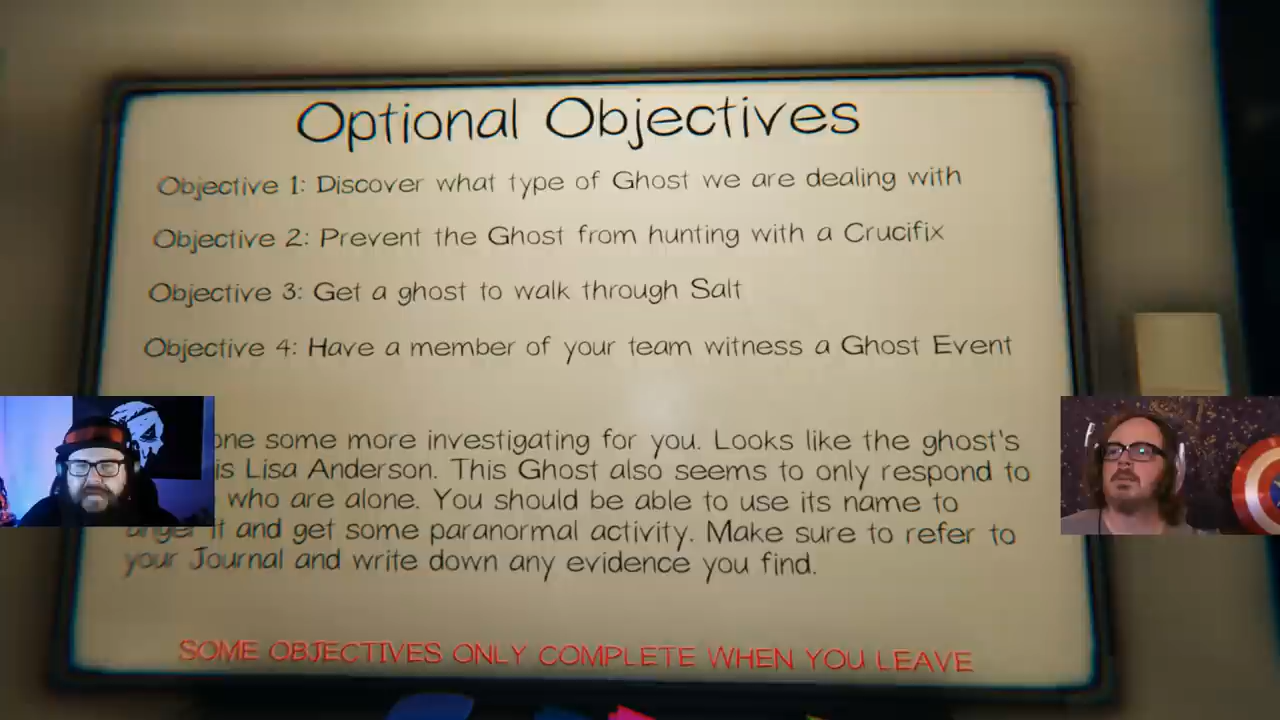 Optional Objectives
Objective 1: Discover what type of Ghost we are dealing with
Objective 2: Prevent the Ghost from hunting with a Crucifix
Objective 3: Get a ghost to walk through Salt
Objective 4: Have a member of your team witness a Ghost Event
some more investigating for you. Looks like the ghost's
is Lisa Anderson. This Ghost also seems to only respond to
who are alone. You should be able to use its name to
anger it and get some paranormal activity. Make sure to refer to
your Journal and write down any evidence you find.
SOME OBJECTIVES ONLY COMPLETE WHEN YOU LEAVE